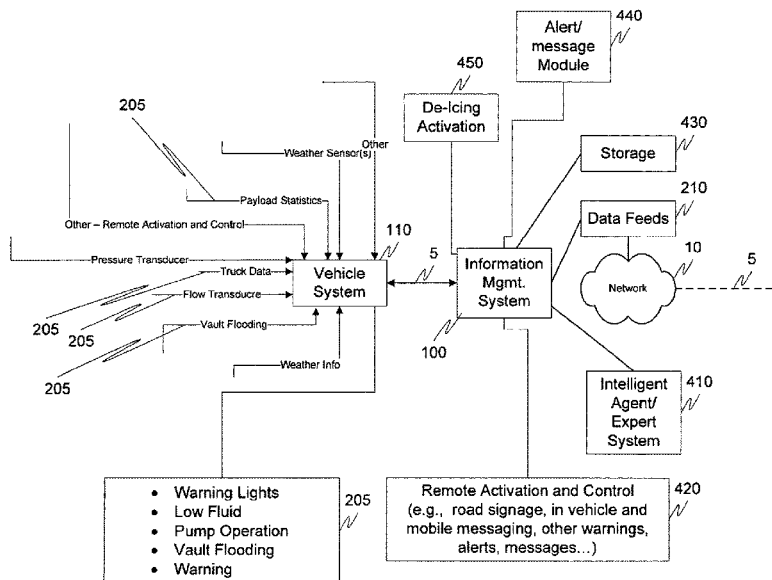 Alert/
message
Module
440
450
De-Icing
Activation
205
Other
Weather Sensor(s)
430
Storage
Payload Statistics
210
Data Feeds
Other – Remote Activation and Control
110
5
10
5
Pressure Transducer
Vehicle
System
Information
Mgmt.
System
Network
Truck Data
Flow Transducre
205
205
Vault Flooding
100
205
Weather Info
Intelligent
Agent/
Expert
System
410
• Warning Lights
• Low Fluid
• Pump Operation
• Vault Flooding
• Warning
205
Remote Activation and Control
(e.g., road signage, in vehicle and
mobile messaging, other warnings,
alerts, messages...)
420